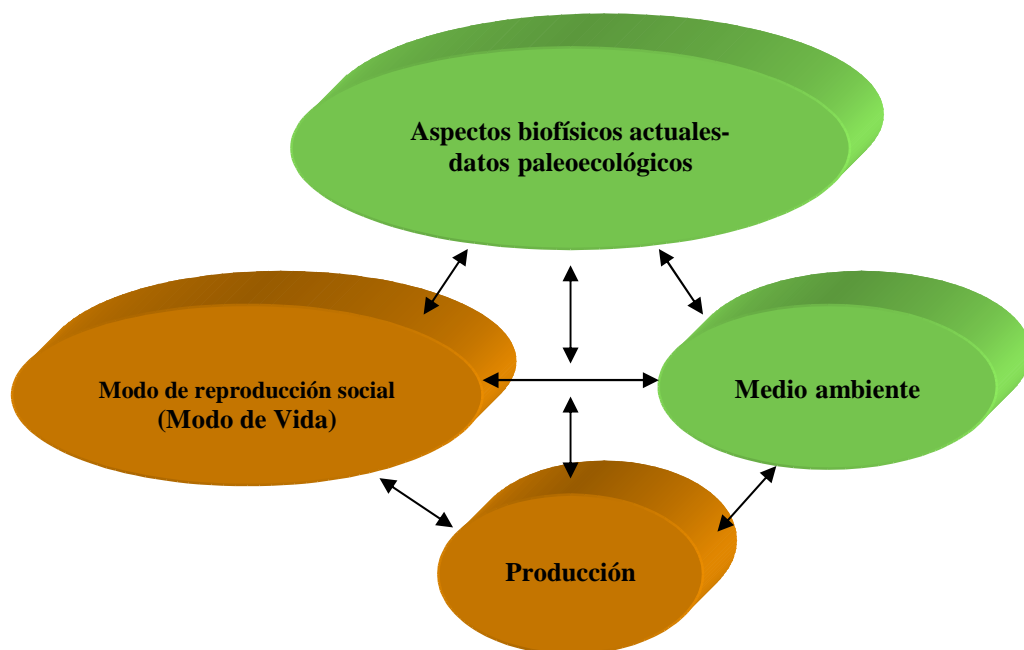 Aspectos biofísicos actuales-
datos paleoecológicos
Modo de reproducción social
(Modo de Vida)
Medio ambiente
Producción